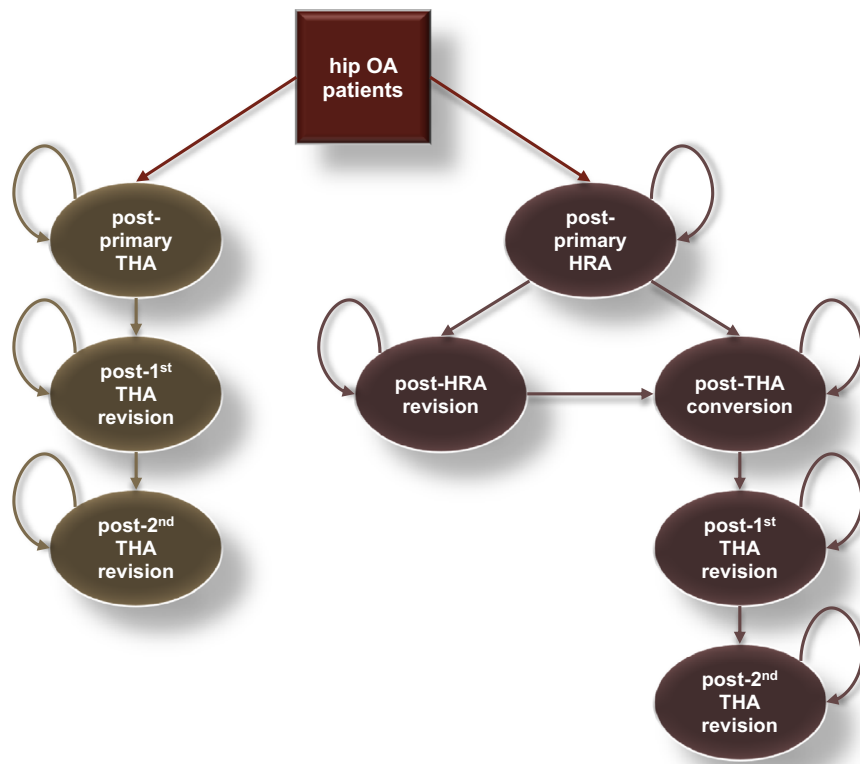 hip OA
patients
post-
primary
THA
post-
primary
HRA
post-1st
THA
revision
post-HRA
revision
post-THA
conversion
post-2nd
THA
revision
post-1st
THA
revision
post-2nd
THA
revision